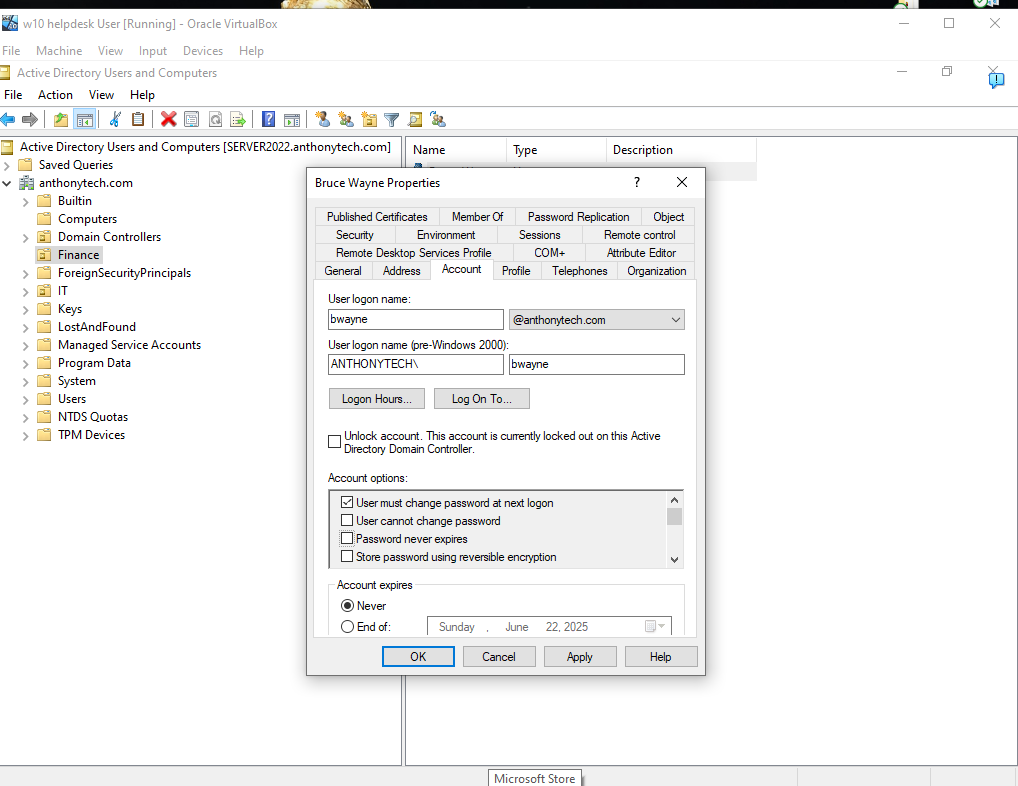 w10 helpdesk User [Running] - Oracle VirtualBox
File Machine View Input Devices Help
Active Directory Users and Computers
File Action View Help
Active Directory Users and Computers [SERVER2022.anthonytech.com]
Saved Queries
anthonytech.com
Builtin
Computers
Domain Controllers
Finance
ForeignSecurityPrincipals
IT
Keys
LostAndFound
Managed Service Accounts
Program Data
System
Users
NTDS Quotas
TPM Devices
Name Type Description
Bruce Wayne Properties
?
Published Certificates Member Of Password Replication Object
Security Environment Sessions Remote control
Remote Desktop Services Profile COM+ Attribute Editor
General Address Account Profile Telephones Organization
User logon name:
bwayne @anthonytech.com
User logon name (pre-Windows 2000):
ANTHONYTECH\ bwayne
Logon Hours... Log On To...
Unlock account. This account is currently locked out on this Active
Directory Domain Controller.
Account options:
User must change password at next logon
User cannot change password
Password never expires
Store password using reversible encryption
Account expires
Never
End of: Sunday , June 22, 2025
OK Cancel Apply Help
Microsoft Store